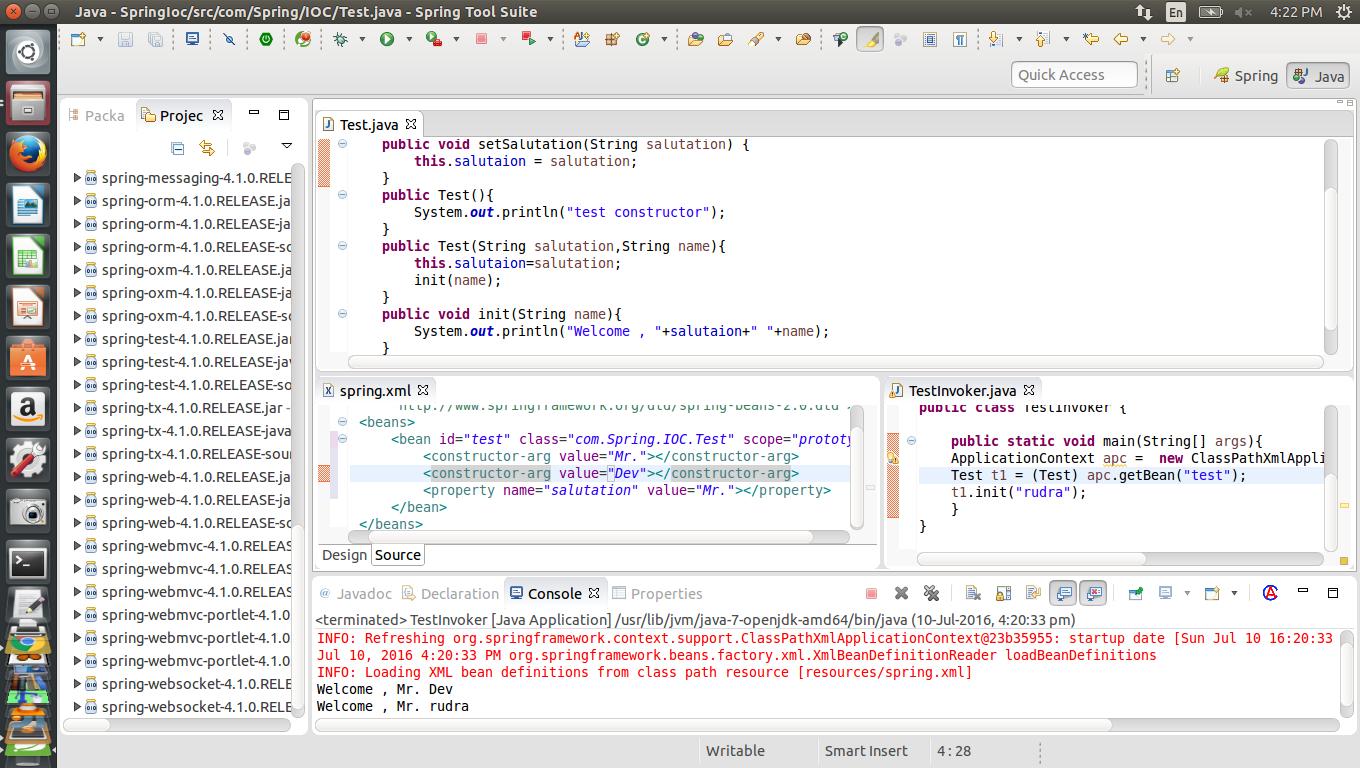 Java - SpringIoc/src/com/Spring/IOC/Test.java - Spring Tool Suite
En
4:22 PM
Quick Access
Spring
Java
Packa
Projec
spring-messaging-4.1.0.RELE
spring-orm-4.1.0.RELEASE.ja
spring-orm-4.1.0.RELEASE-ja
spring-orm-4.1.0.RELEASE-so
spring-oxm-4.1.0.RELEASE.ja
spring-oxm-4.1.0.RELEASE-ja
spring-oxm-4.1.0.RELEASE-so
spring-test-4.1.0.RELEASE.jar
spring-test-4.1.0.RELEASE-jav
spring-test-4.1.0.RELEASE-so
spring-tx-4.1.0.RELEASE.jar -
spring-tx-4.1.0.RELEASE-java
spring-tx-4.1.0.RELEASE-sour
spring-web-4.1.0.RELEASE.ja
spring-web-4.1.0.RELEASE-ja
spring-web-4.1.0.RELEASE-so
spring-webmvc-4.1.0.RELEAS
spring-webmvc-4.1.0.RELEAS
spring-webmvc-4.1.0.RELEAS
spring-webmvc-portlet-4.1.0
spring-webmvc-portlet-4.1.0
spring-webmvc-portlet-4.1.0
spring-websocket-4.1.0.RELE
spring-websocket-4.1.0.RELE
Test.java
public void setSalutation(String salutation) {
this.salutaion = salutation;
}
public Test(){
System.out.println("test constructor");
}
public Test(String salutation,String name){
this.salutaion=salutation;
init(name);
}
public void init(String name){
System.out.println("Welcome , "+salutaion+" "+name);
}
spring.xml
http://www.springframework.org/dtd/spring-beans-2.0.dtd">
<beans>
<bean id="test" class="com.Spring.IOC.Test" scope="prototy
<constructor-arg value="Mr."></constructor-arg>
<constructor-arg value="Dev"></constructor-arg>
<property name="salutation" value="Mr."></property>
</bean>
</beans>
Design
Source
TestInvoker.java
public class TestInvoker {
public static void main(String[] args){
ApplicationContext apc =  new ClassPathXmlAppli
Test t1 = (Test) apc.getBean("test");
t1.init("rudra");
}
}
@ Javadoc
Declaration
Console
Properties
<terminated> TestInvoker [Java Application] /usr/lib/jvm/java-7-openjdk-amd64/bin/java (10-Jul-2016, 4:20:33 pm)
INFO: Refreshing org.springframework.context.support.ClassPathXmlApplicationContext@23b35955: startup date [Sun Jul 10 16:20:33
Jul 10, 2016 4:20:33 PM org.springframework.beans.factory.xml.XmlBeanDefinitionReader loadBeanDefinitions
INFO: Loading XML bean definitions from class path resource [resources/spring.xml]
Welcome , Mr. Dev
Welcome , Mr. rudra
Writable
Smart Insert
4 : 28